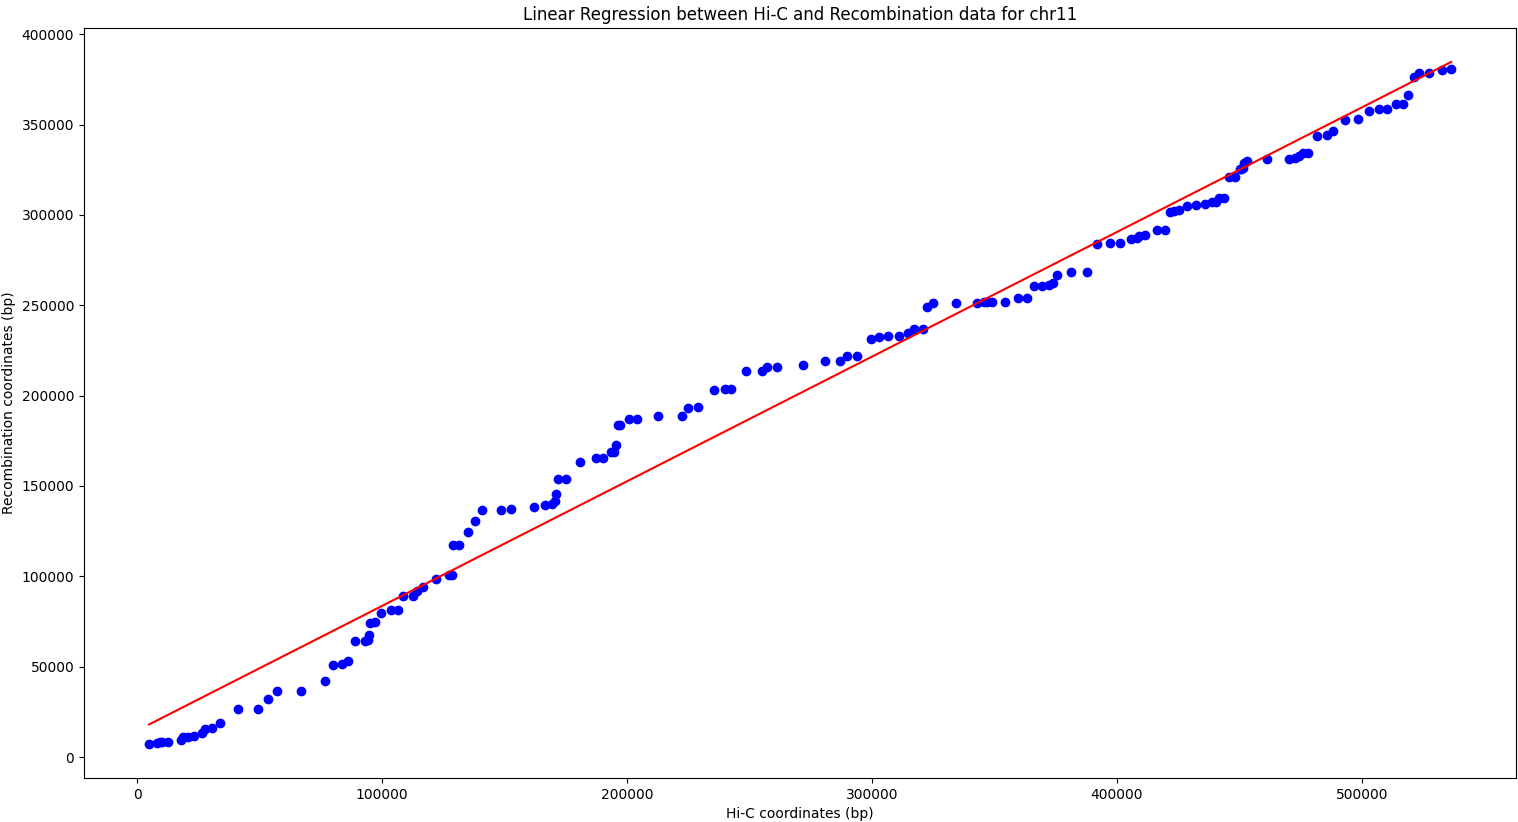 Linear Regression between Hi-C and Recombination data for chr11
400000
350000
300000
250000
200000
150000
100000
50000
0
Recombination coordinates (bp)
0 100000 200000 300000 400000 500000
Hi-C coordinates (bp)